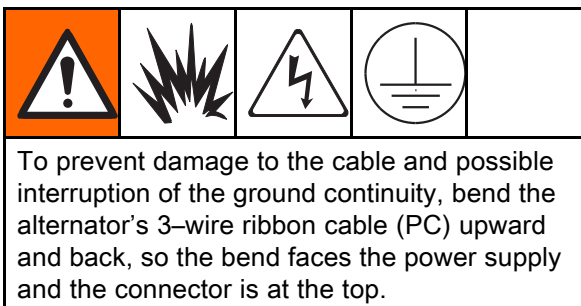 To prevent damage to the cable and possible
interruption of the ground continuity, bend the
alternator’s 3–wire ribbon cable (PC) upward
and back, so the bend faces the power supply
and the connector is at the top.